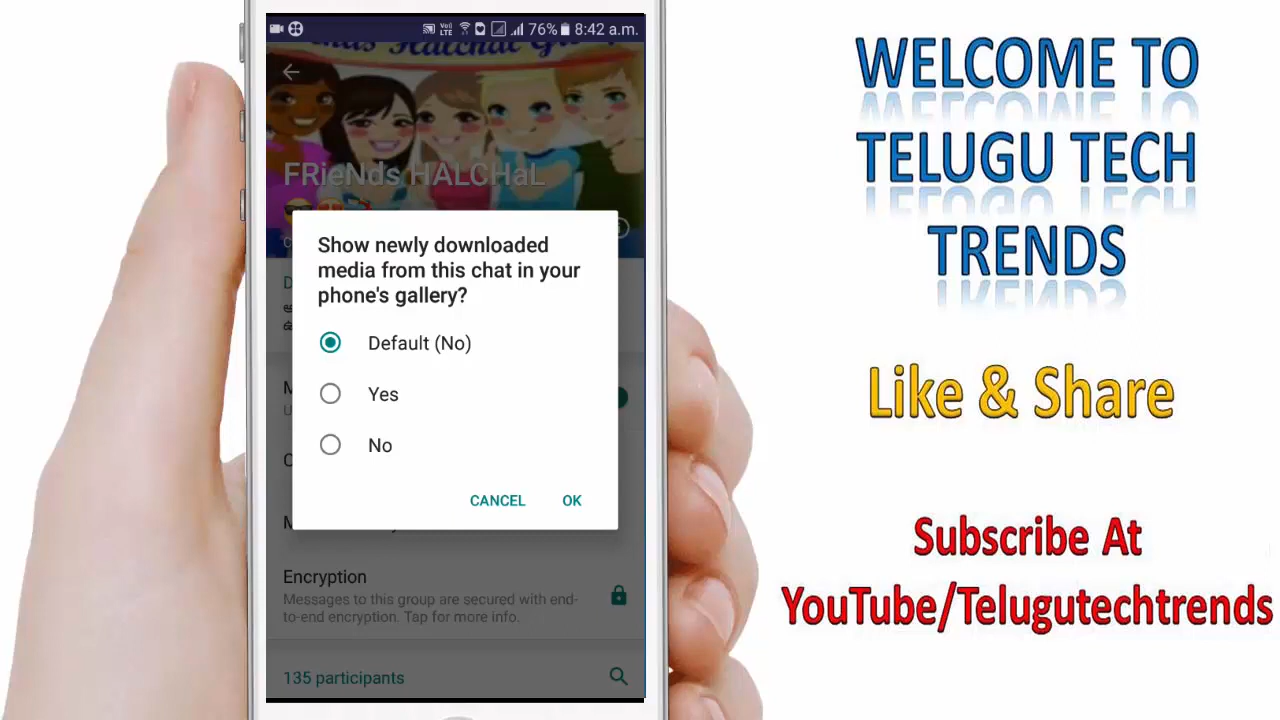 Vo))
LTE
76%
8:42 a.m.
FRieNds HALCHaL
Show newly downloaded
media from this chat in your
phone's gallery?
Default (No)
Yes
No
CANCEL
OK
Encryption
Messages to this group are secured with end-
to-end encryption. Tap for more info.
135 participants
WELCOME TO
TELUGU TECH
TRENDS
Like & Share
Subscribe At
YouTube/Telugutechtrends